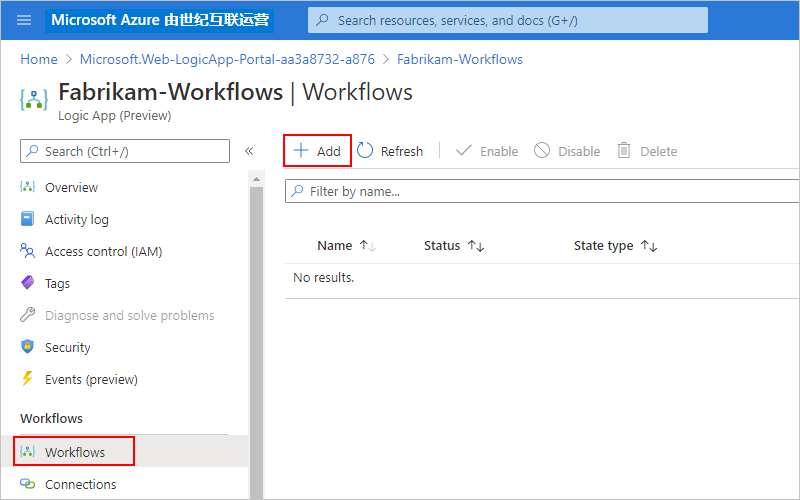 Microsoft Azure 由世纪互联运营
Search resources, services, and docs (G+/)
Home > Microsoft.Web-LogicApp-Portal-aa3a8732-a876 > Fabrikam-Workflows
Fabrikam-Workflows | Workflows
Logic App (Preview)
Search (Ctrl+/)
«
Overview
Activity log
Access control (IAM)
Tags
Diagnose and solve problems
Security
Events (preview)
Workflows
Workflows
Connections
Add Refresh Enable Disable Delete
Filter by name...
Name ↑↓ Status ↑↓ State type ↑↓
No results.